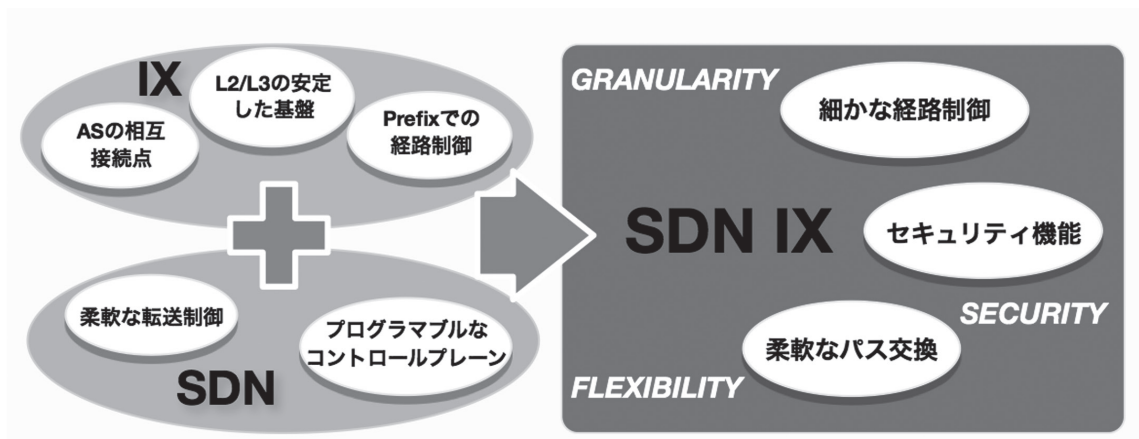 IX
L2/L3の安定
した基盤
ASの相互
接続点
Prefixでの
経路制御
柔軟な転送制御
プログラマブルな
コントロールプレーン
SDN
GRANULARITY
細かな経路制御
SDN IX
セキュリティ機能
SECURITY
柔軟なパス交換
FLEXIBILITY